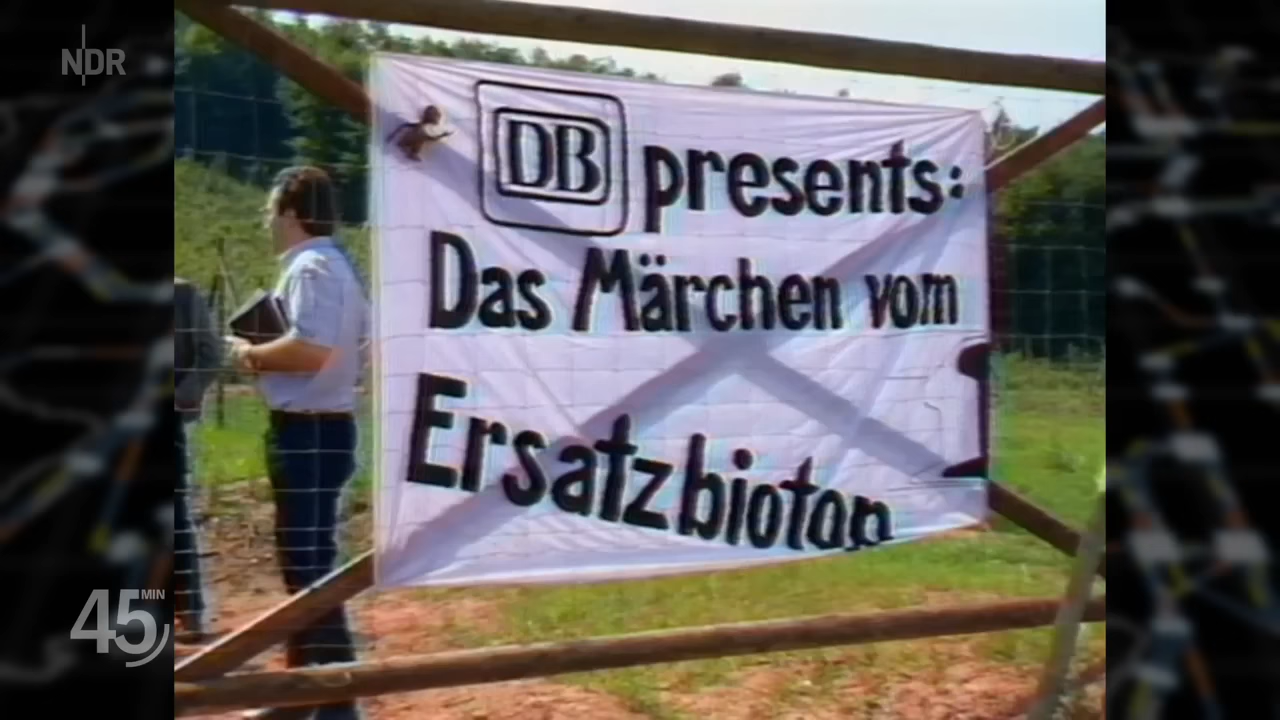 NDR
DB presents:
Das Märchen vom
Ersatzbiotop
45 MIN